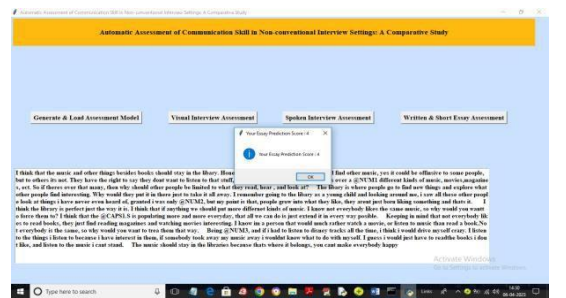 Automatic Assessment of Communication Skill in Non-conventional Interview Settings: A Comparative Study
Automatic Assessment of Communication Skill in Non-conventional Interview Settings: A Comparative Study
Generate & Load Assessment Model
Visual Interview Assessment
Spoken Interview Assessment
Written & Short Essay Assessment
Your Essay Prediction Score : 4
Your Essay Prediction Score : 4
OK
I think that the music and other things besides books should stay in the library. I find other music, yes it could be offensive to some people,
but to others its not. They have the right to say they dont want to listen to that stuff, over a @NUM1 different kinds of music, movies,magazine
s, ect. So if theres ever that many, then why should other people be limited to what they read, hear , and look at? The libary is where people go to find new things and explore what
other people find interesting. Why would they put it in there just to take it all away. I remember going to the libary as a young child and looking around me, i saw all these other peopl
e look at things i have never even heard of, granted i was only @NUM2, but my point is that, people grew into what they like, they arent just born liking something and thats it. I
think the library is perfect just the way it is. I think that if anything we should put more different kinds of music. I know not everybody likes the same music, so why would you want t
o force them to? I think that the @CAPS1.S is populering more and more everyday, that all we can do is just extend it in every way posible. Keeping in mind that not everybody lik
es to read books, they just find reading magazines and watching movies interesting. I know im a person that would much rather watch a movie, or listen to music than read a book.No
t everybody is the same, so why would you want to treu them that way. Being @NUM3, and if i had to listen to disney tracks all the time, i think i would drive myself crazy. I listen
to the things i listen to because i have interest in them, if somebody took away my music away i wouldnt know what to do with myself. I guess i would just have to readthe books i don
t like, and listen to the music i cant stand. The music should stay in the libraries because thats where it belongs, you cant make everybody happy
Activate Windows
Go to Settings to activate Windows.
Type here to search
14:30
06-04-2023